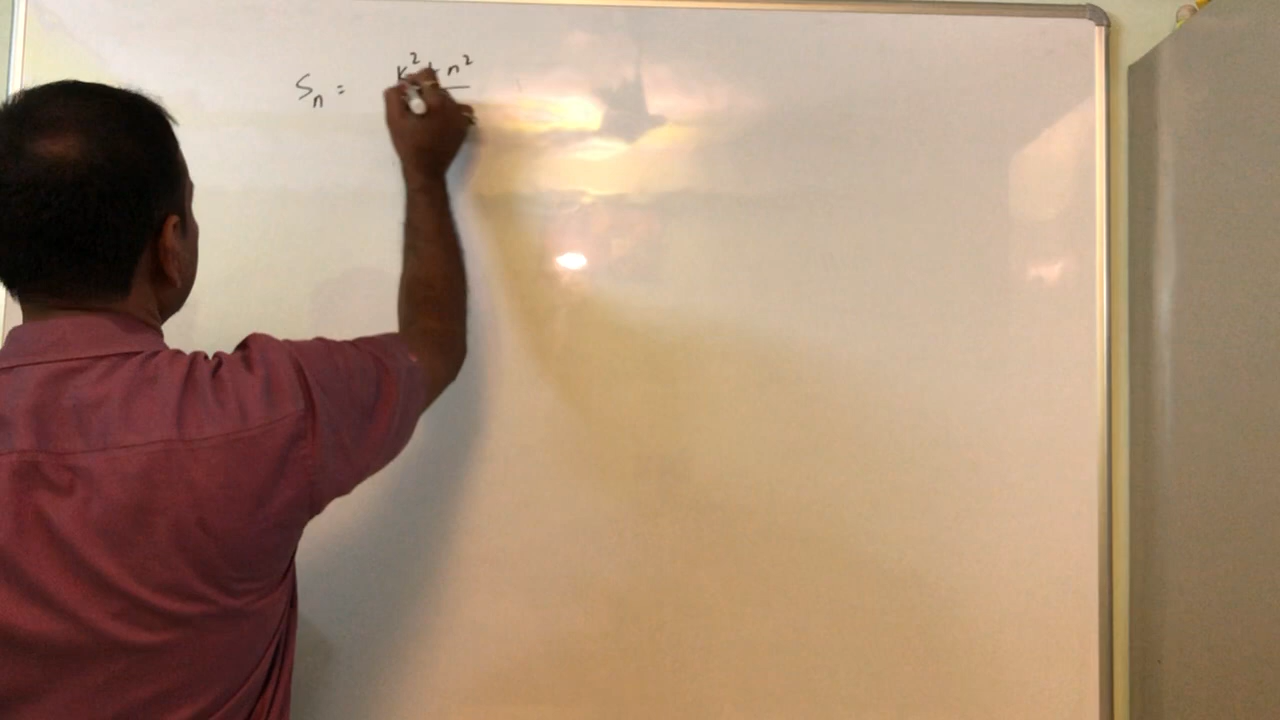 Sₙ = k² + n²